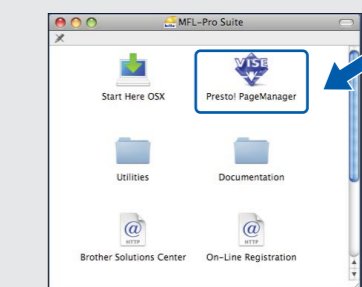 MFL-Pro Suite
Start Here OSX
Presto! PageManager
VISE
Utilities
Documentation
HTTP
HTTP
Brother Solutions Center
On-Line Registration